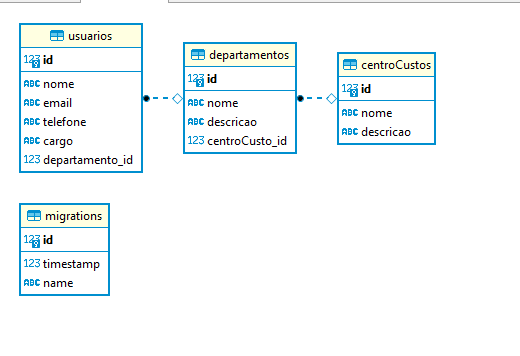 usuarios
123 id
ABC nome
ABC email
ABC telefone
ABC cargo
123 departamento_id
departamentos
123 id
ABC nome
ABC descricao
123 centroCusto_id
centroCustos
123 id
ABC nome
ABC descricao
migrations
123 id
123 timestamp
ABC name